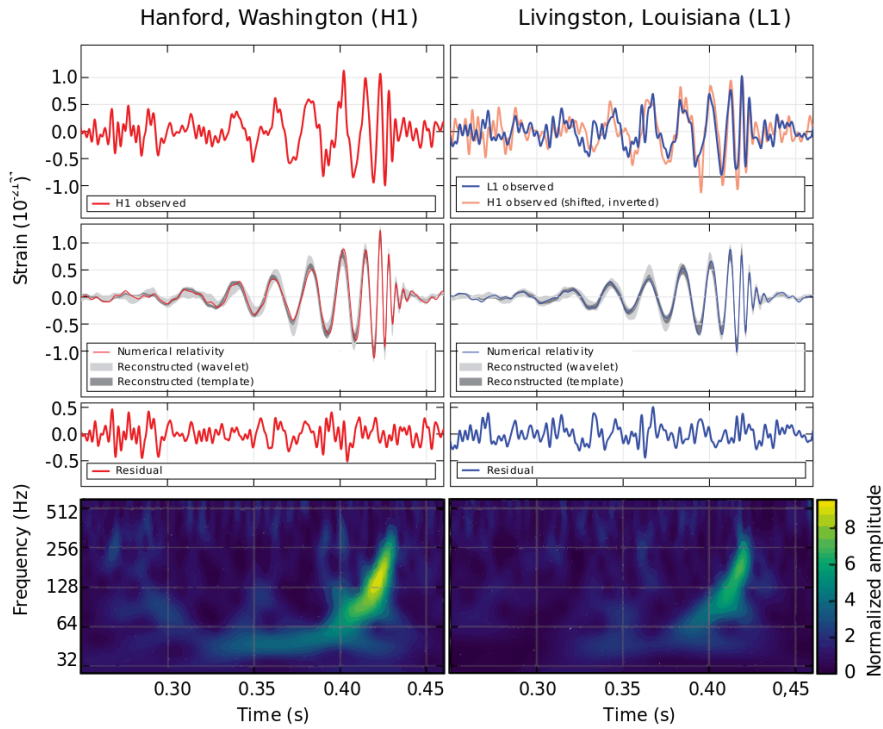 Hanford, Washington (H1)
Livingston, Louisiana (L1)
1.0
0.5
0.0
-0.5
-1.0
H1 observed
L1 observed
H1 observed (shifted, inverted)
Strain (10⁻²¹)
1.0
0.5
0.0
-0.5
-1.0
Numerical relativity
Reconstructed (wavelet)
Reconstructed (template)
Numerical relativity
Reconstructed (wavelet)
Reconstructed (template)
0.5
0.0
-0.5
Residual
Residual
Frequency (Hz)
512
256
128
64
32
8
6
4
2
0
Normalized amplitude
0.30
0.35
0.40
0.45
0.30
0.35
0.40
0,45
Time (s)
Time (s)